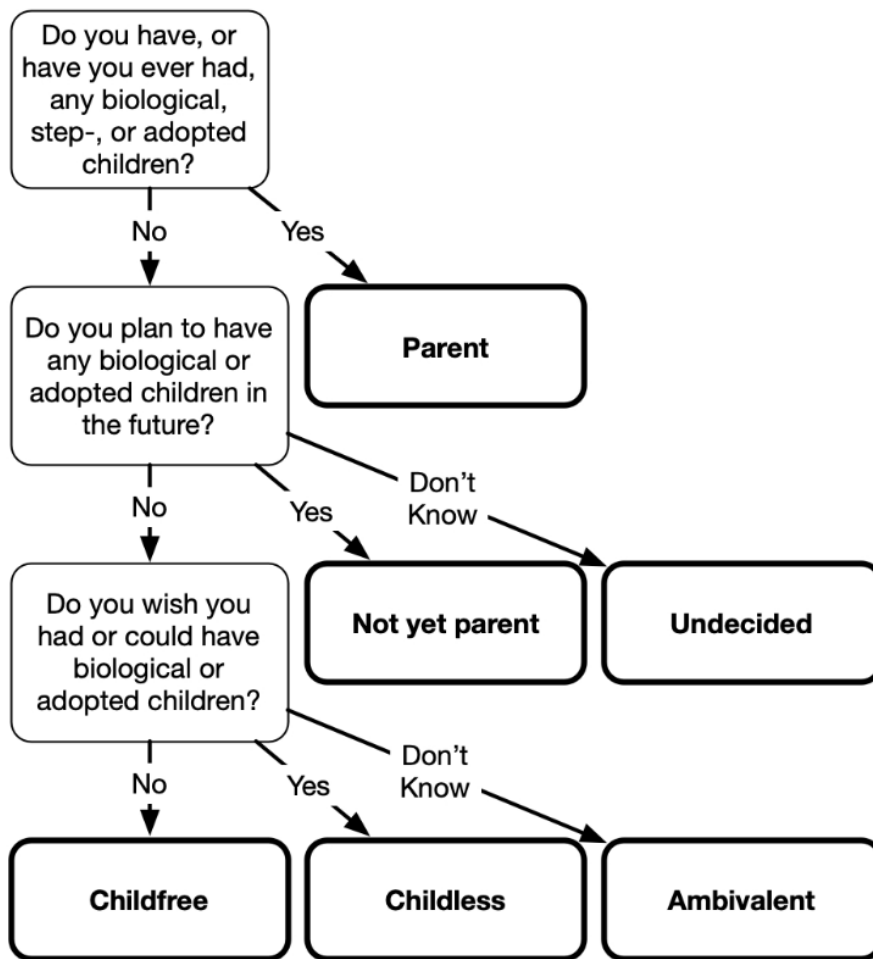 Do you have, or
have you ever had,
any biological,
step-, or adopted
children?
No
Yes
Parent
Do you plan to have
any biological or
adopted children in
the future?
No
Yes
Don't
Know
Not yet parent
Undecided
Do you wish you
had or could have
biological or
adopted children?
No
Yes
Don't
Know
Childfree
Childless
Ambivalent